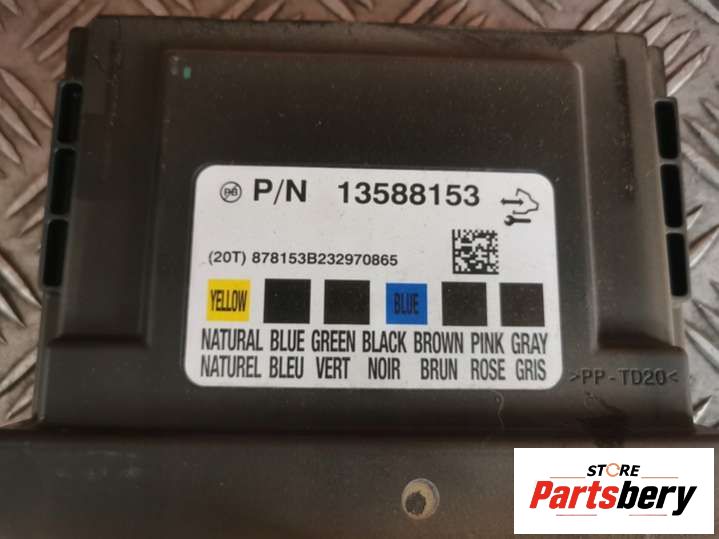 P/N 13588153
(20T) 878153B232970865
YELLOW BLUE
NATURAL BLUE GREEN BLACK BROWN PINK GRAY
NATUREL BLEU VERT NOIR BRUN ROSE GRIS
>PP-TD20<
STORE
Partsbery